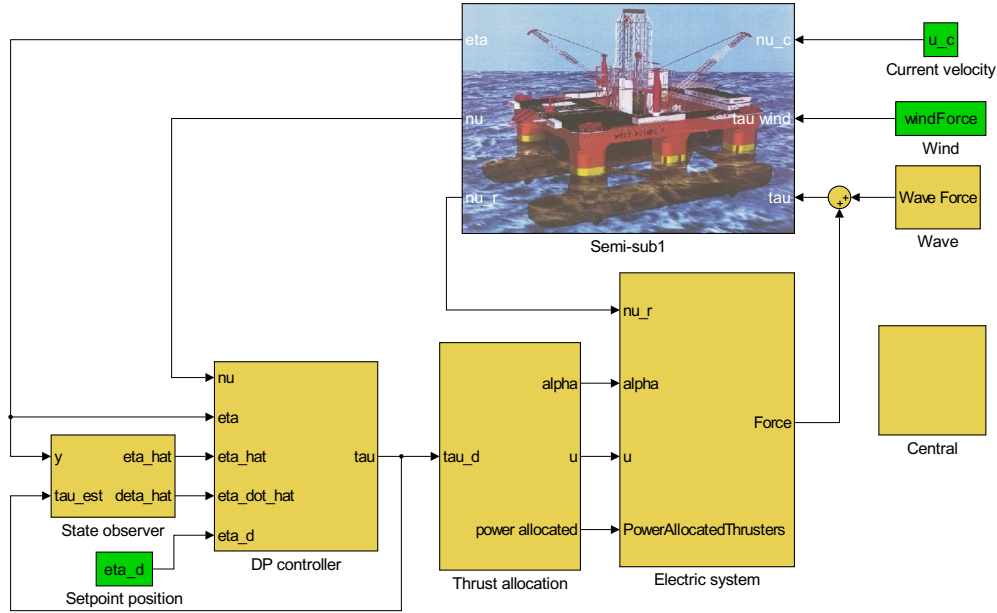 eta
nu_c
u_c
Current velocity
nu
tau wind
windForce
Wind
nu_r
tau
+
+
Wave Force
Wave
Semi-sub1
nu_r
alpha
u
PowerAllocatedThrusters
Force
Electric system
Central
alpha
tau_d
u
power allocated
Thrust allocation
nu
eta
eta_hat
eta_dot_hat
eta_d
tau
DP controller
y
eta_hat
tau_est
deta_hat
State observer
eta_d
Setpoint position